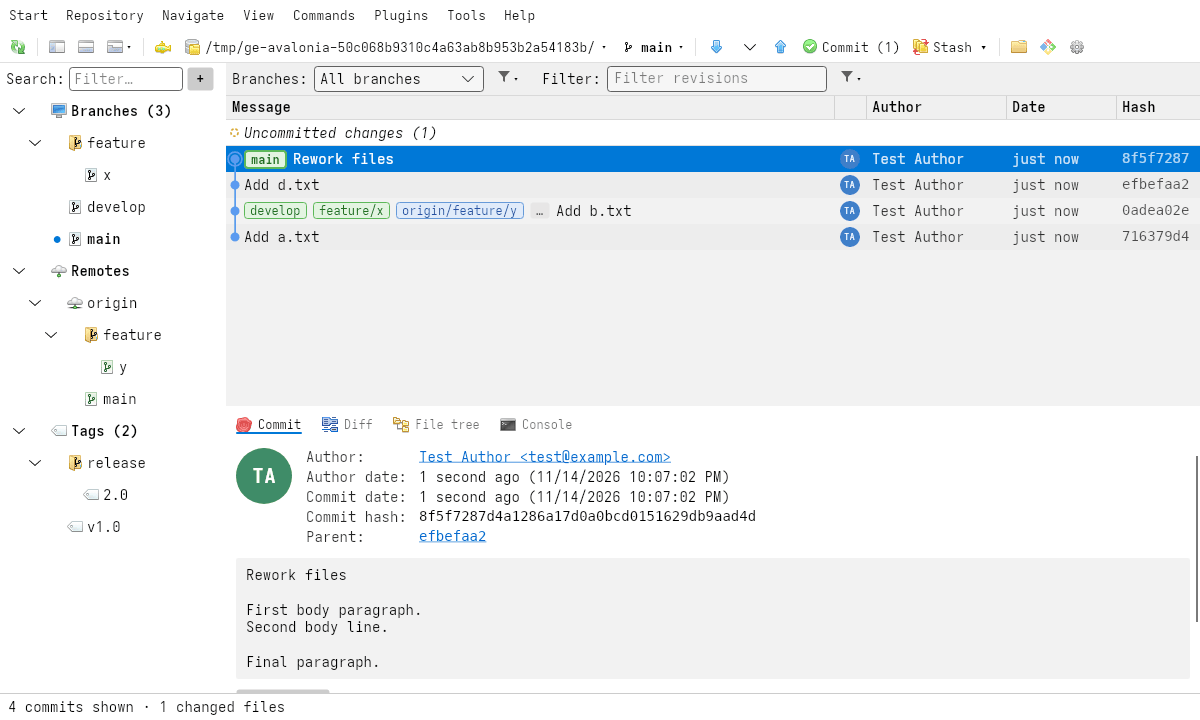 Start Repository Navigate View Commands Plugins Tools Help
/tmp/ge-avalonia-50c068b9310c4a63ab8b953b2a54183b/ main Commit (1) Stash
Search: Filter… + Branches: All branches Filter: Filter revisions
Message Author Date Hash
Uncommitted changes (1)
main Rework files TA Test Author just now 8f5f7287
Add d.txt TA Test Author just now efbefaa2
develop feature/x origin/feature/y … Add b.txt TA Test Author just now 0adea02e
Add a.txt TA Test Author just now 716379d4
Branches (3)
feature
x
develop
main
Remotes
origin
feature
y
main
Tags (2)
release
2.0
v1.0
Commit Diff File tree Console
TA
Author: Test Author <test@example.com>
Author date: 1 second ago (11/14/2026 10:07:02 PM)
Commit date: 1 second ago (11/14/2026 10:07:02 PM)
Commit hash: 8f5f7287d4a1286a17d0a0bcd0151629db9aad4d
Parent: efbefaa2
Rework files
First body paragraph.
Second body line.
Final paragraph.
4 commits shown · 1 changed files